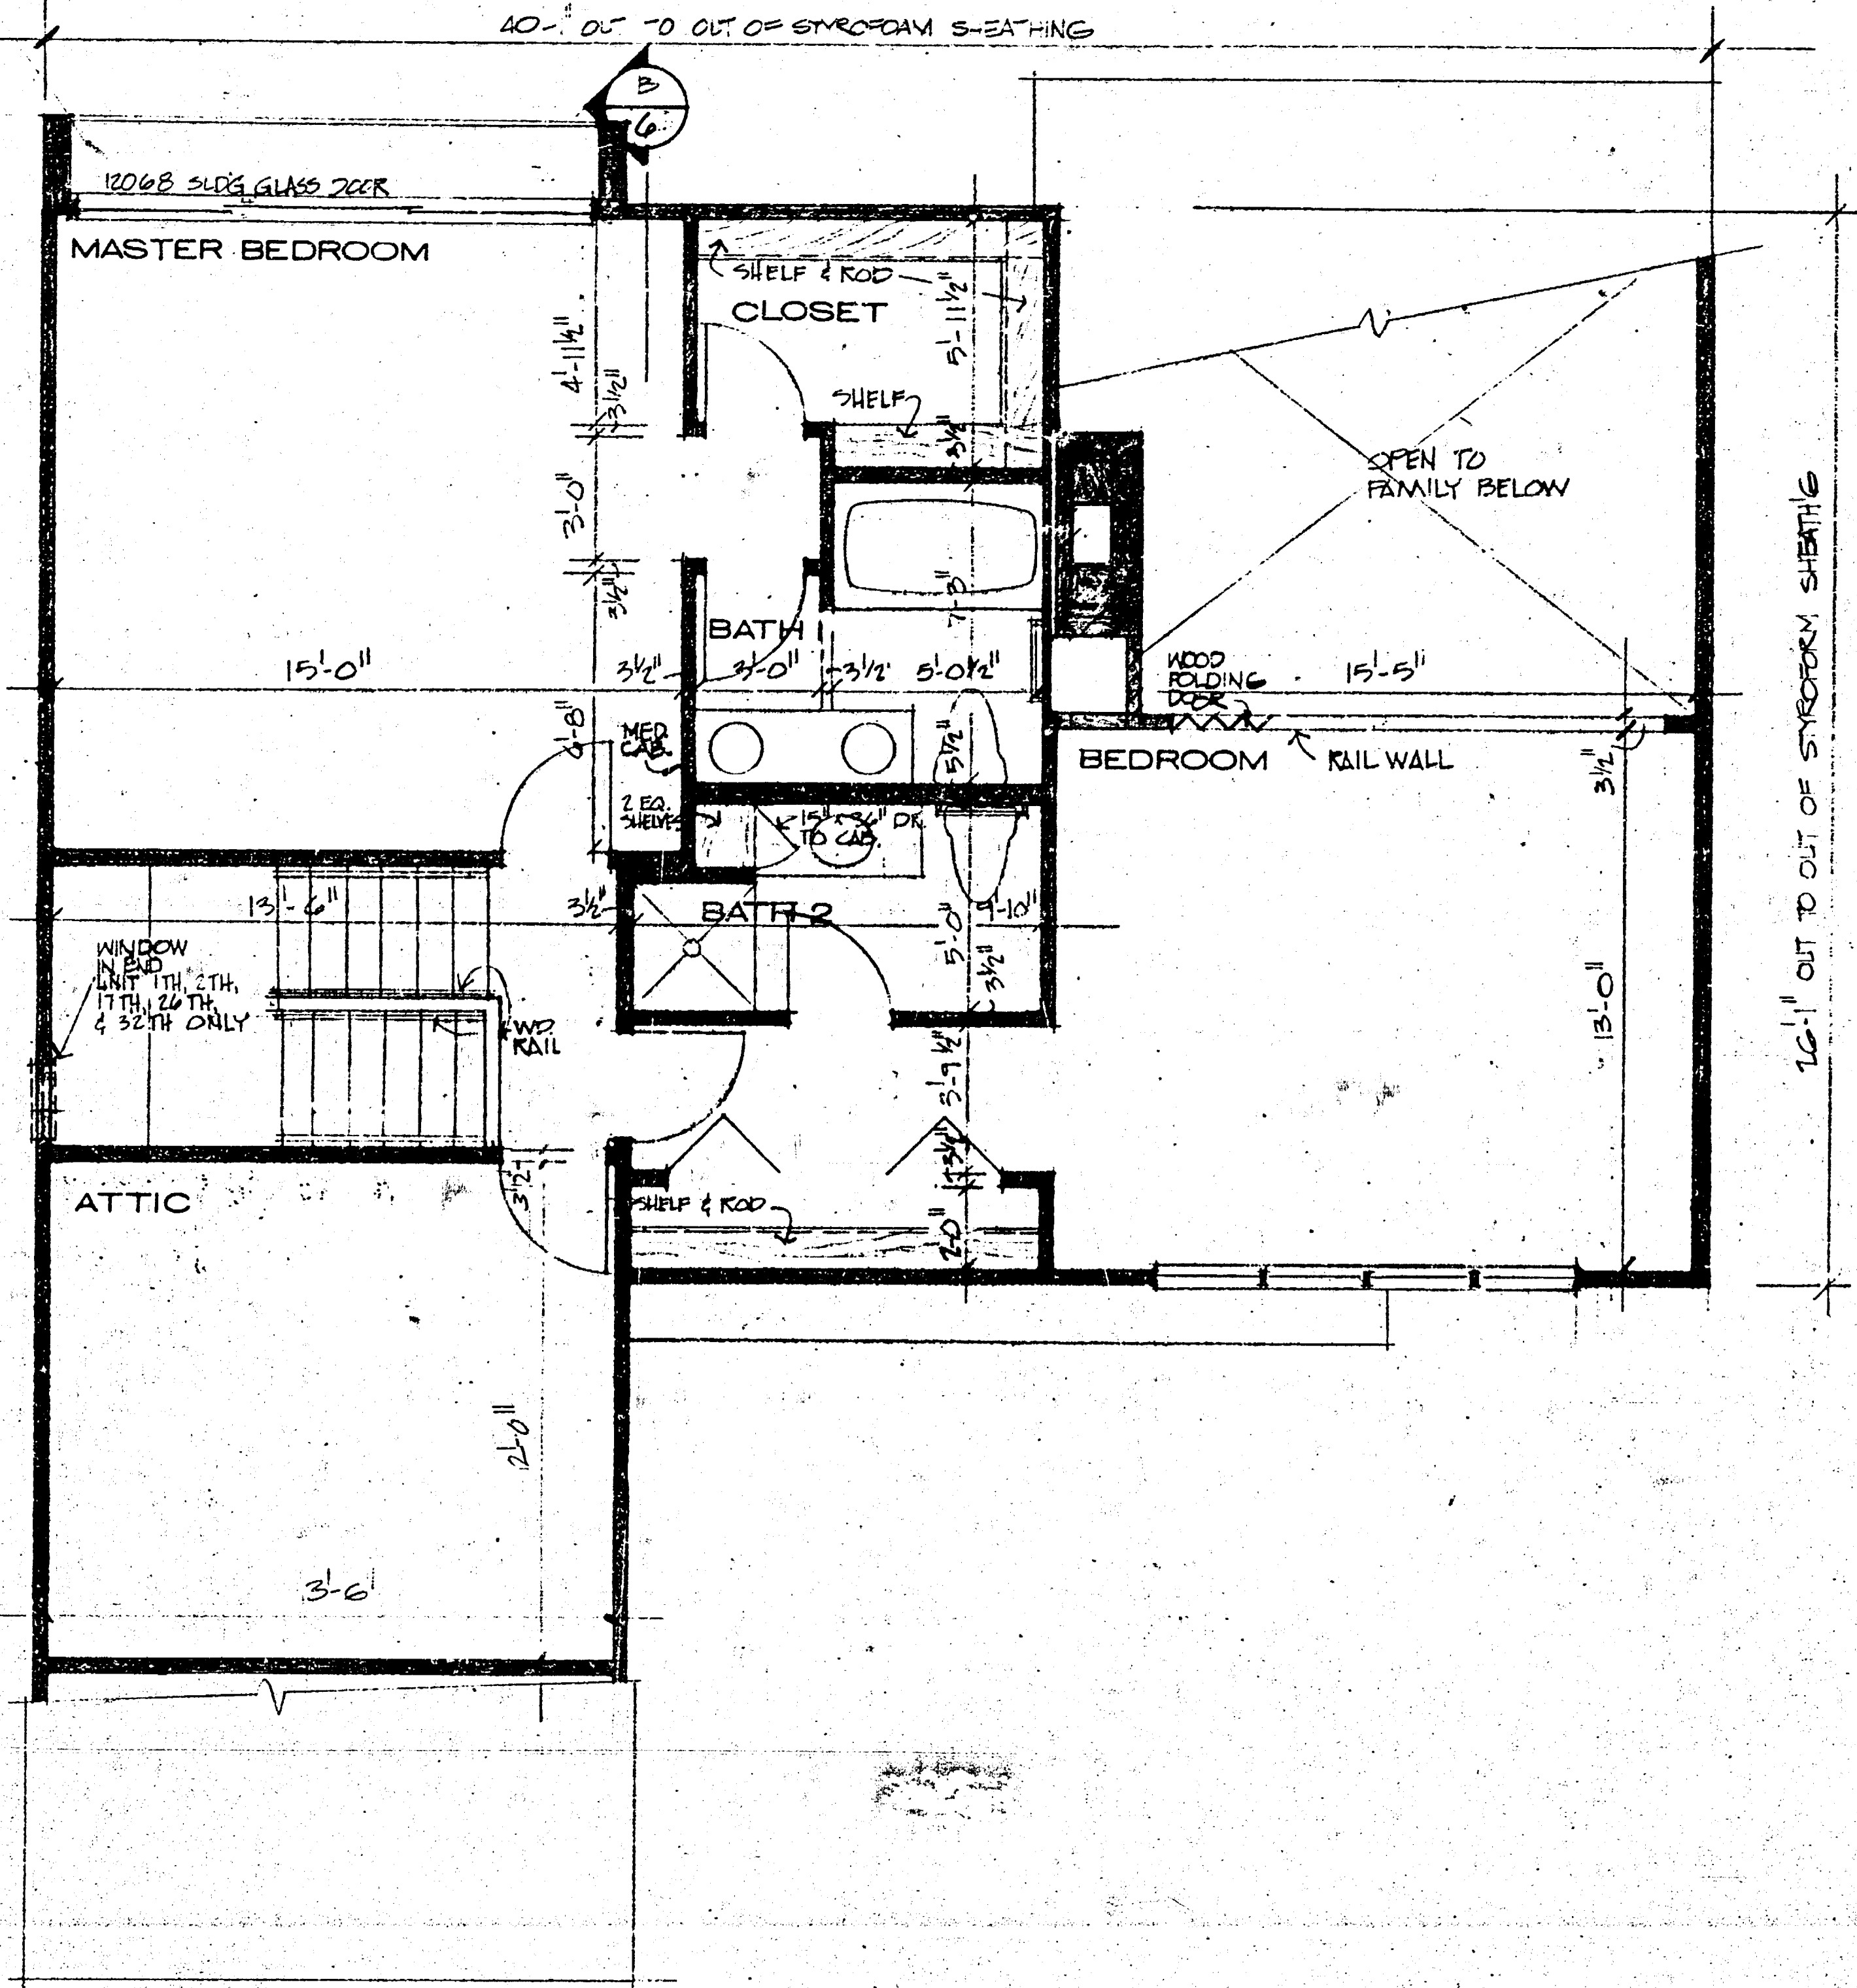 40-1" OUT TO OUT OF STYROFOAM SHEATHING
B
6
12068 SLDG GLASS DOOR
MASTER BEDROOM
SHELF & ROD
CLOSET
5'-11½"
4'-11½"
3½"
SHELF
3½"
OPEN TO
FAMILY BELOW
3'-0"
3½"
7'-3"
BATH 1
15'-0"
3½"
3'-0"
3½"
5'-0½"
WOOD
FOLDING
DOOR
15'-5"
6'-8"
MED.
CAB.
5½"
BEDROOM
RAIL WALL
3½"
2 EQ.
SHELVES
15" x 36" DR.
TO CAB.
13'-6"
3½"
BATH 2
9'-10"
5'-0"
3½"
WINDOW
IN END
UNIT 1TH, 2TH,
17TH, 26TH,
& 32TH ONLY
WD.
RAIL
3'-9½"
13'-0"
26'-1" OUT TO OUT OF STYROFORM SHEATH'G
3½"
ATTIC
3½
SHELF & ROD
2'-0"
2'-0"
3'-6'